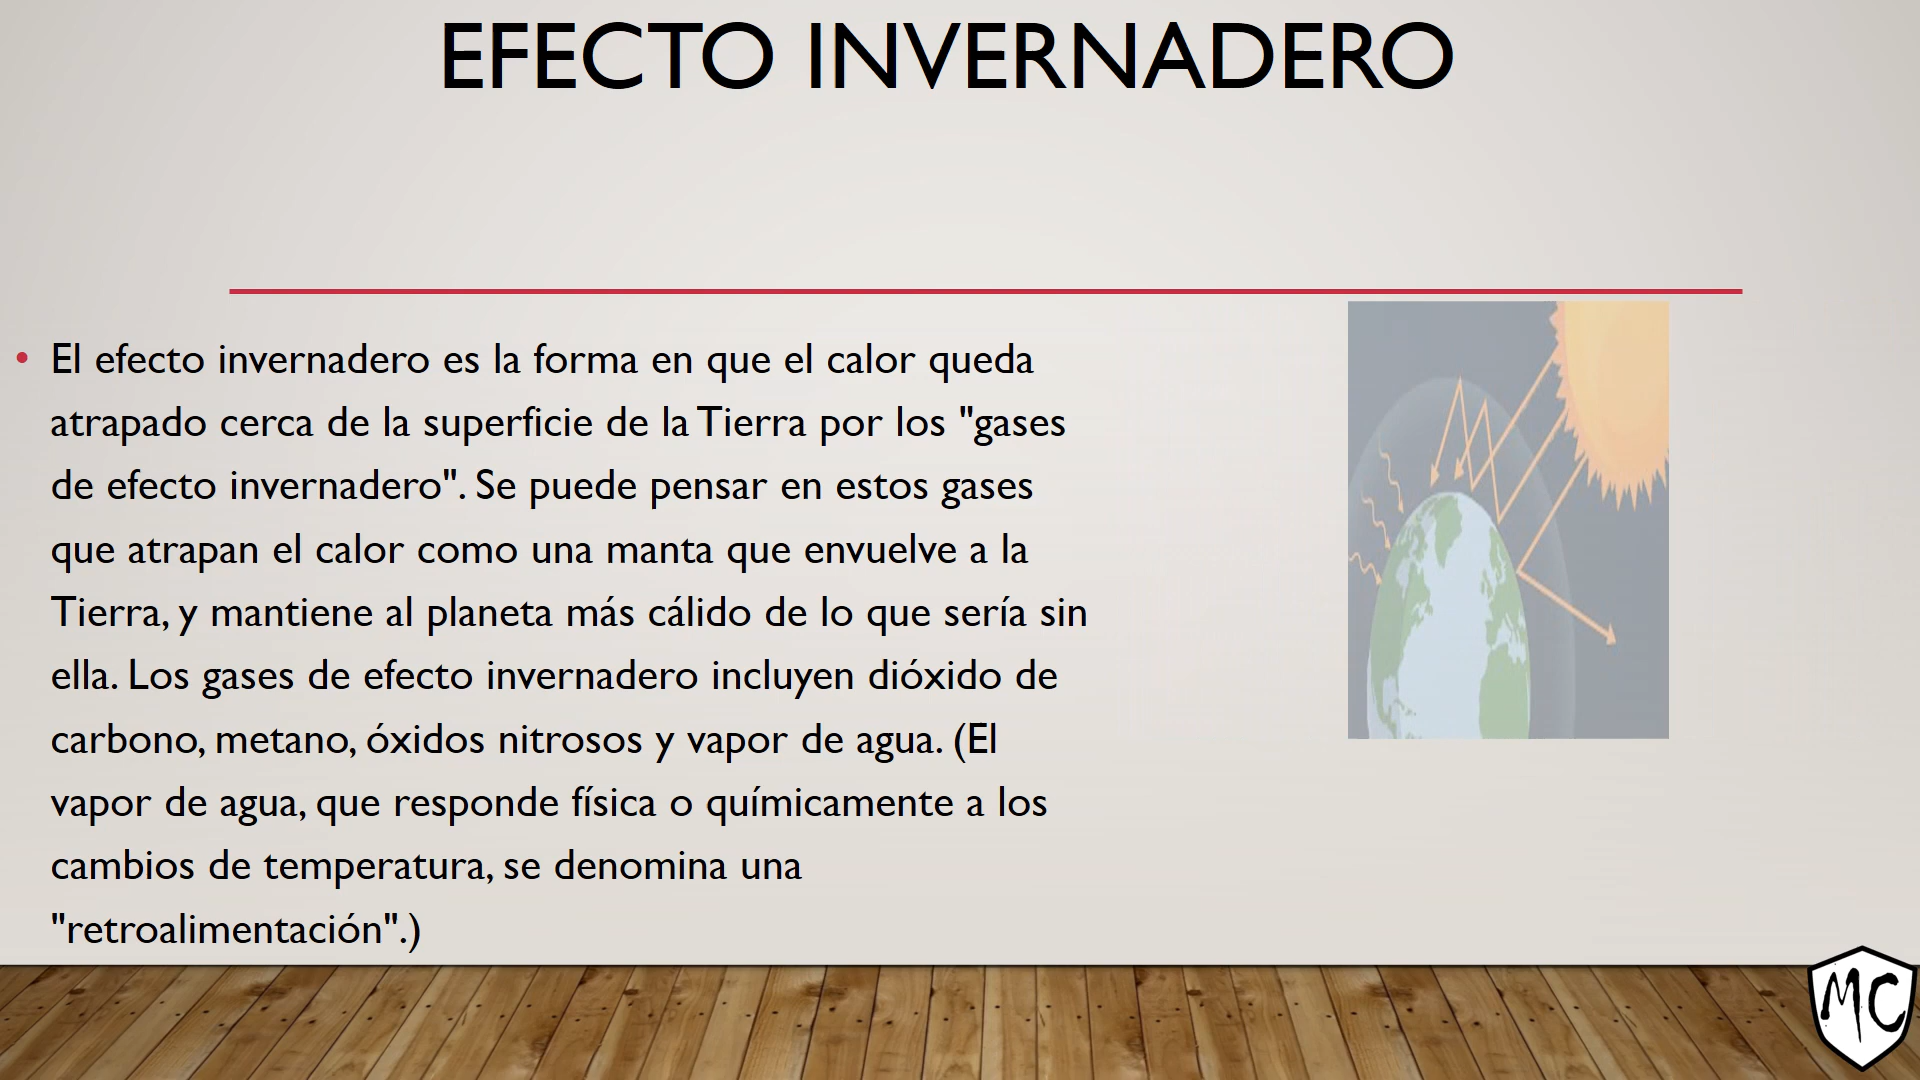 EFECTO INVERNADERO
• El efecto invernadero es la forma en que el calor queda
atrapado cerca de la superficie de la Tierra por los "gases
de efecto invernadero". Se puede pensar en estos gases
que atrapan el calor como una manta que envuelve a la
Tierra, y mantiene al planeta más cálido de lo que sería sin
ella. Los gases de efecto invernadero incluyen dióxido de
carbono, metano, óxidos nitrosos y vapor de agua. (El
vapor de agua, que responde física o químicamente a los
cambios de temperatura, se denomina una
"retroalimentación".)
MC